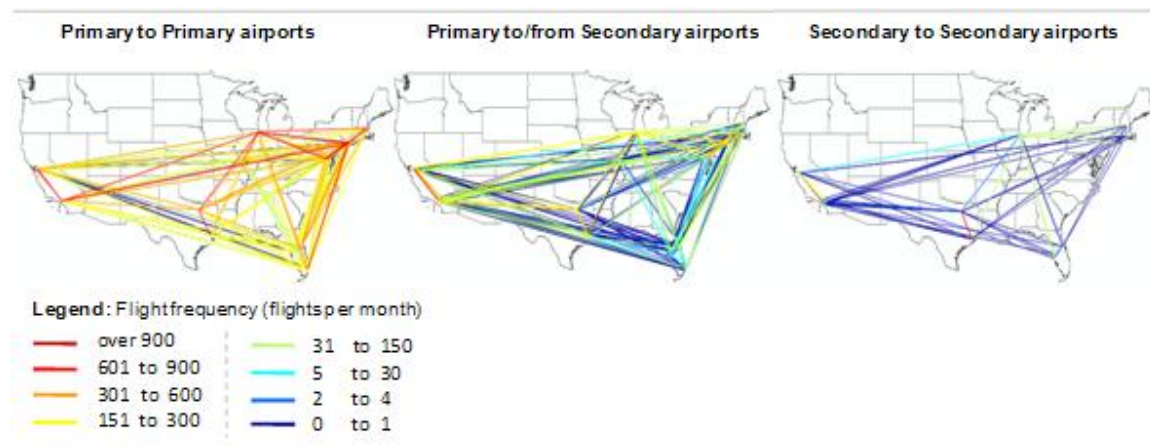 Primary to Primary airports
Primary to/from Secondary airports
Secondary to Secondary airports
Legend: Flight frequency (flights per month)
over 900
601 to 900
301 to 600
151 to 300
31 to 150
5 to 30
2 to 4
0 to 1